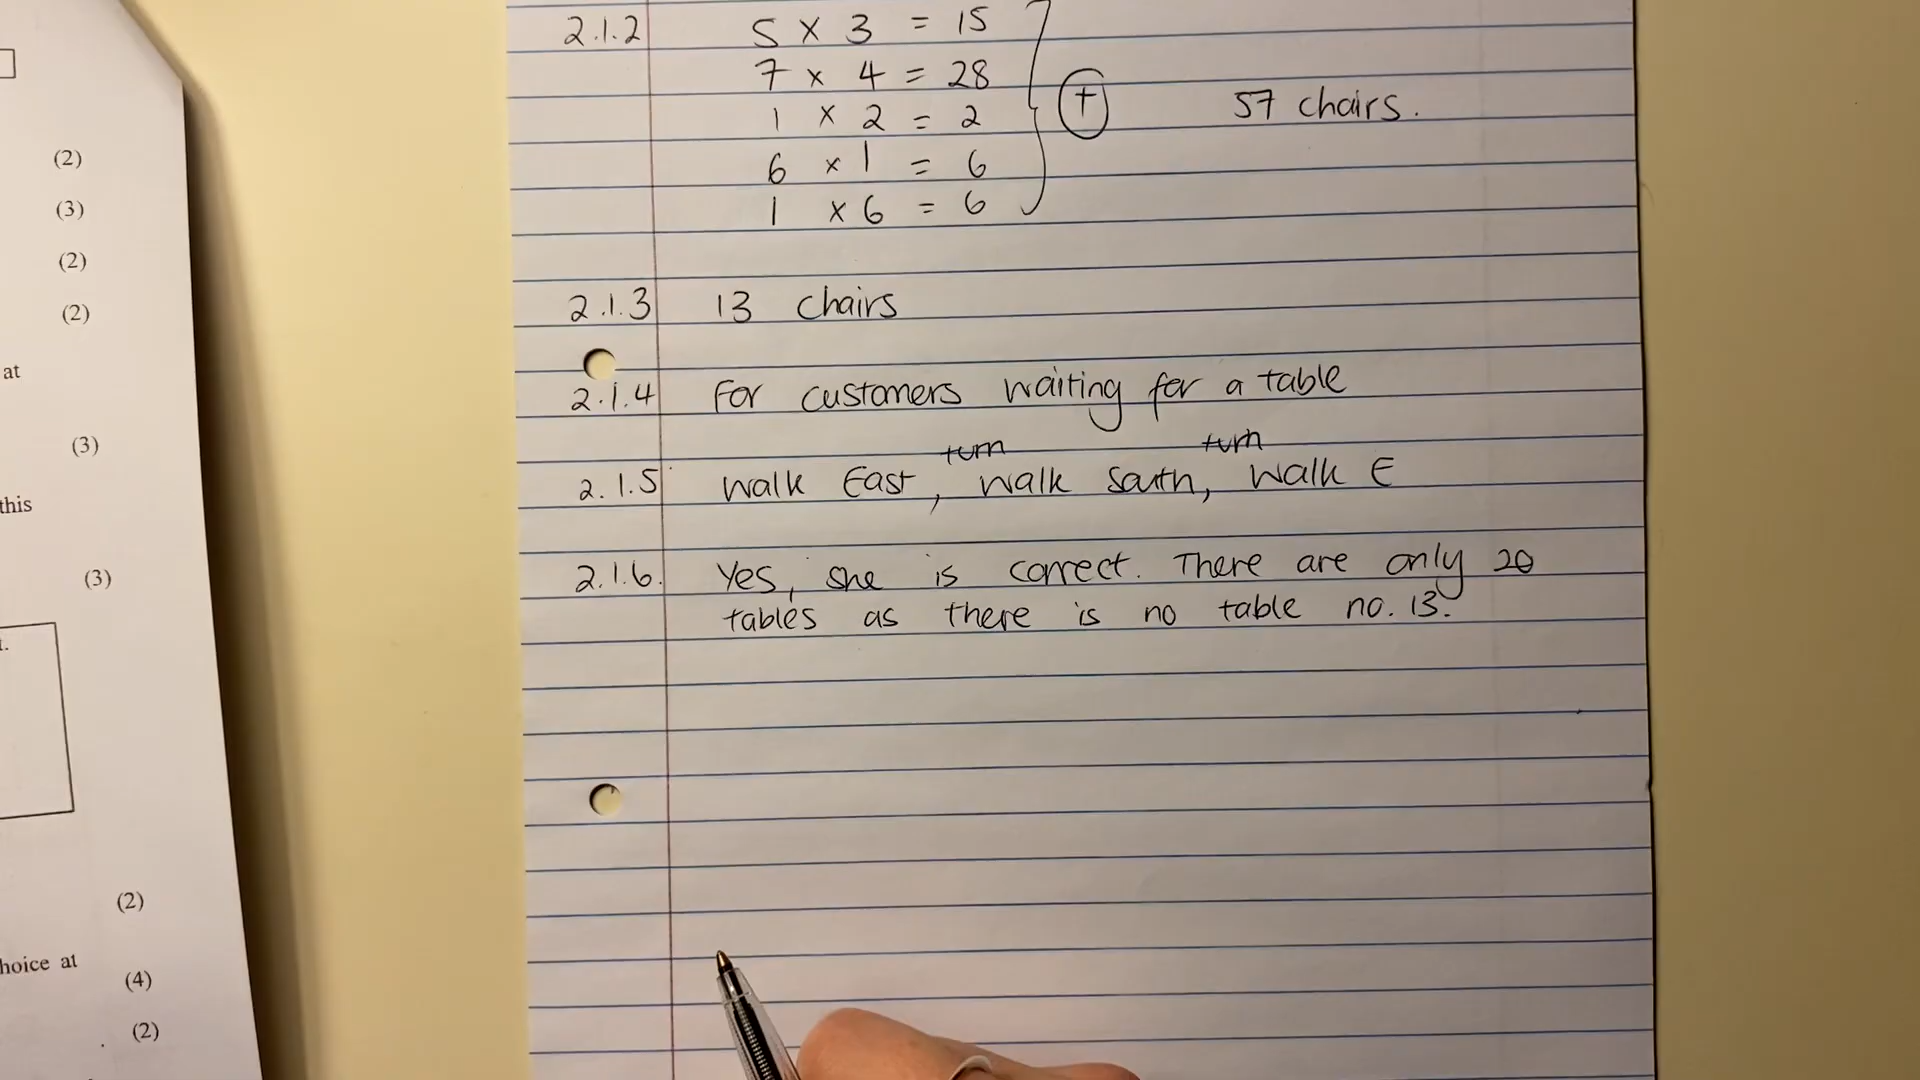 2.1.2 5 × 3 = 15
7 × 4 = 28
1 × 2 = 2
6 × 1 = 6
1 × 6 = 6
+ 57 chairs.
2.1.3 13 chairs
2.1.4 For customers waiting for a table
turn turn
2.1.5 Walk East, walk South, walk E
2.1.6. Yes, she is correct. There are only 20
tables as there is no table no. 13.
(2)
(3)
(2)
(2)
at
(3)
this
(3)
t.
(2)
hoice at
(4)
(2)